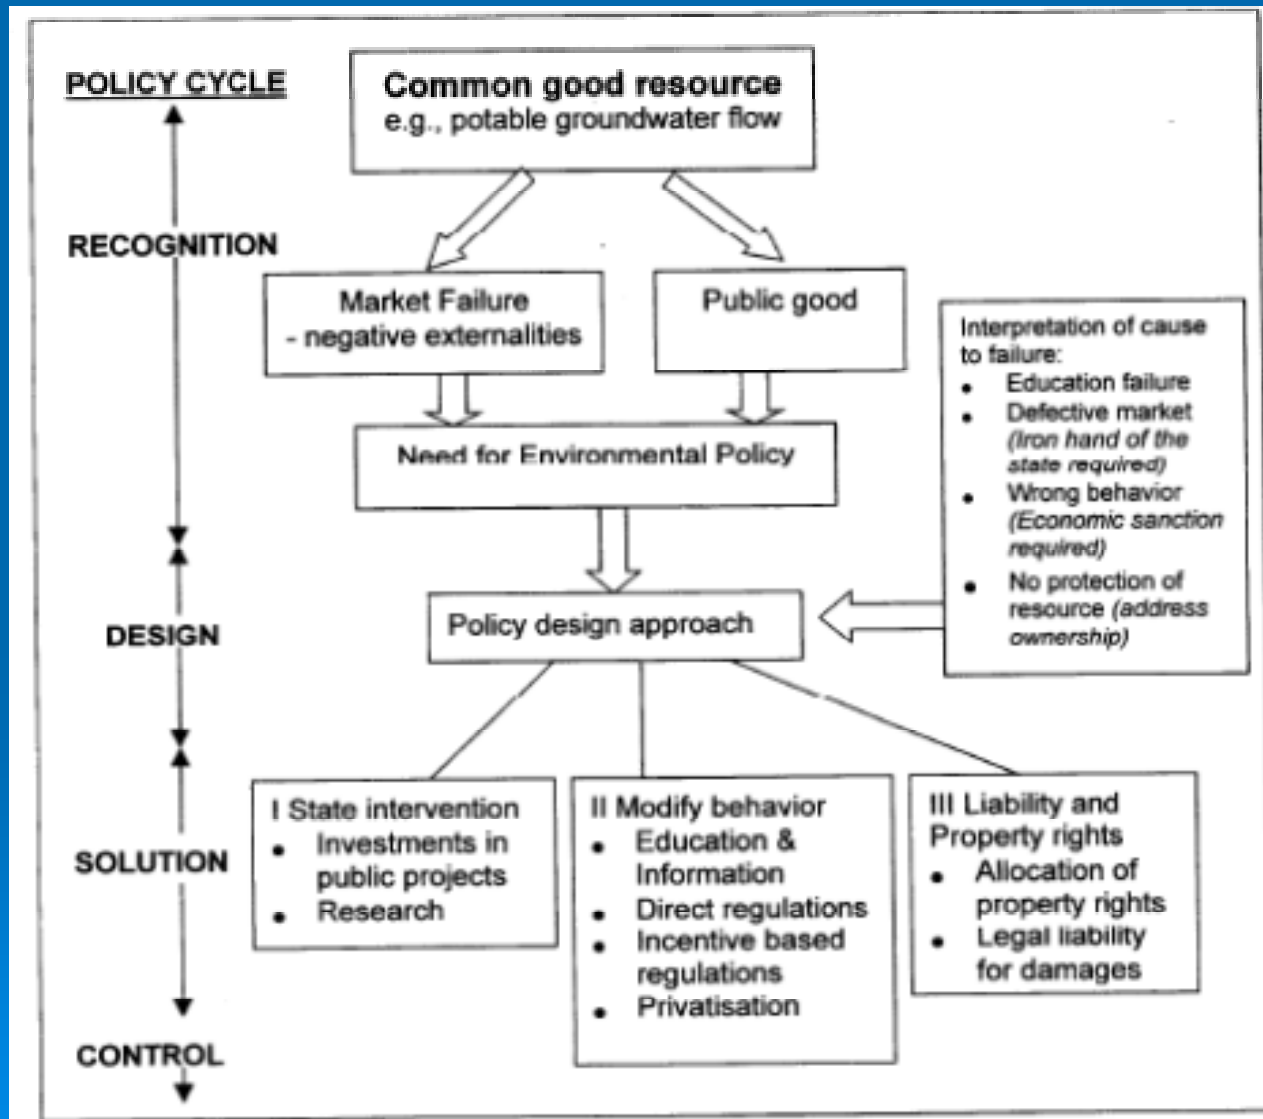 POLICY CYCLE
Common good resource
e.g., potable groundwater flow
RECOGNITION
Market Failure
- negative externalities
Public good
Interpretation of cause
to failure:
• Education failure
• Defective market
(Iron hand of the
state required)
• Wrong behavior
(Economic sanction
required)
• No protection of
resource (address
ownership)
Need for Environmental Policy
DESIGN
Policy design approach
SOLUTION
I State intervention
• Investments in
public projects
• Research
II Modify behavior
• Education &
Information
• Direct regulations
• Incentive based
regulations
• Privatisation
III Liability and
Property rights
• Allocation of
property rights
• Legal liability
for damages
CONTROL